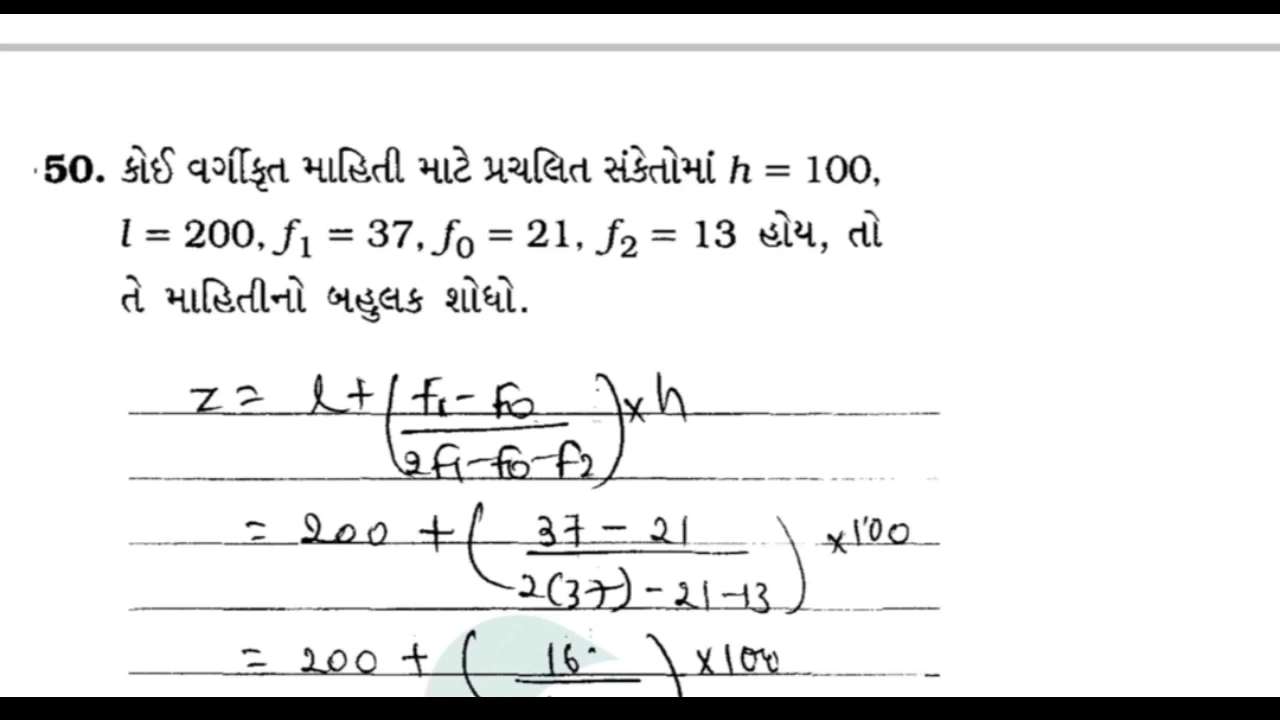 50. કોઈ વર્ગીકૃત માહિતી માટે પ્રચલિત સંકેતોમાં h = 100,
l = 200, f₁ = 37, f₀ = 21, f₂ = 13 હોય, તો
તે માહિતીનો બહુલક શોધો.
z = l + (f₁ - f₀ / 2f₁ - f₀ - f₂) × h
= 200 + (37 - 21 / 2(37) - 21 - 13) × 100
= 200 + (16 / ) × 100